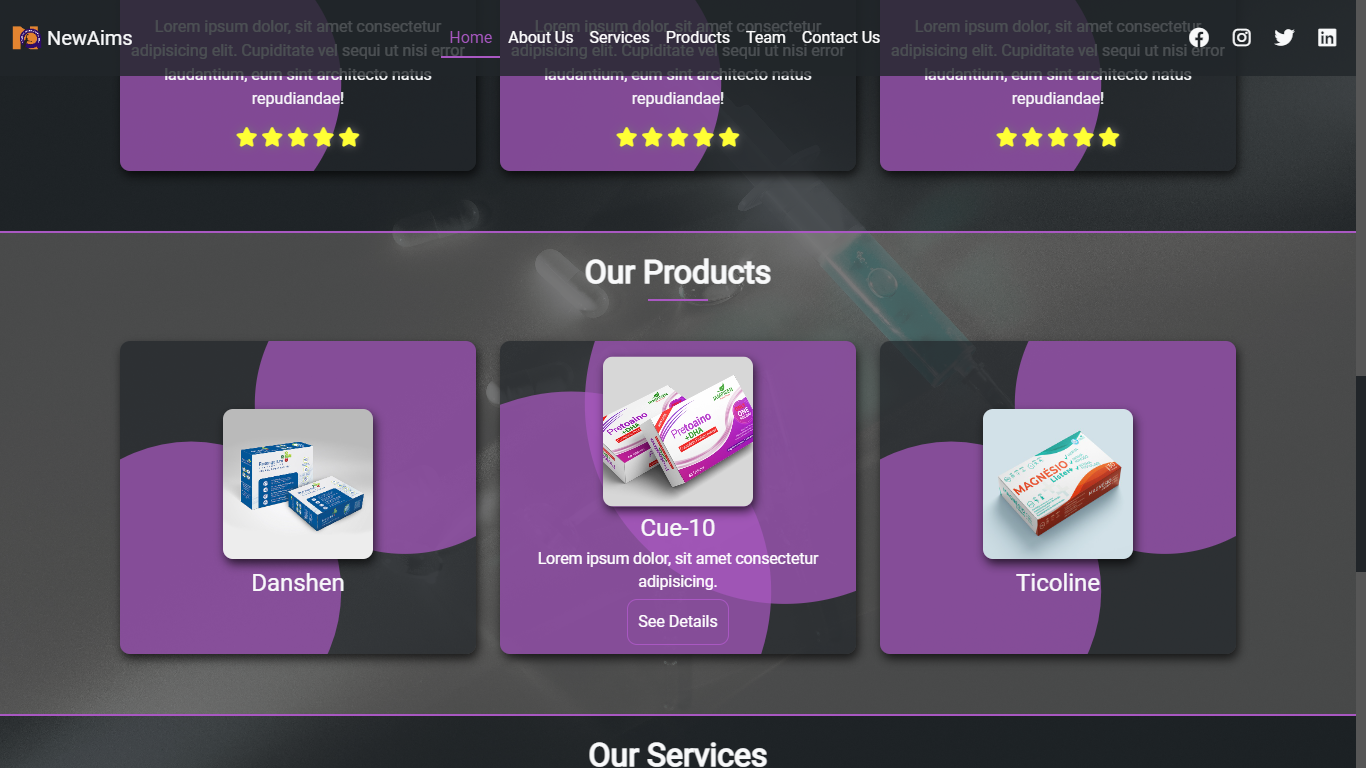 NewAims
Home About Us Services Products Team Contact Us
Lorem ipsum dolor, sit amet consectetur
adipisicing elit. Cupiditate vel sequi ut nisi error
laudantium, eum sint architecto natus
repudiandae!
Lorem ipsum dolor, sit amet consectetur
adipisicing elit. Cupiditate vel sequi ut nisi error
laudantium, eum sint architecto natus
repudiandae!
Lorem ipsum dolor, sit amet consectetur
adipisicing elit. Cupiditate vel sequi ut nisi error
laudantium, eum sint architecto natus
repudiandae!
Our Products
Danshen
Pretoaino
+DHA
Pretoaino
+DHA
ONE
Cue-10
Lorem ipsum dolor, sit amet consectetur
adipisicing.
See Details
MAGNÉSIO
Ticoline
Our Services